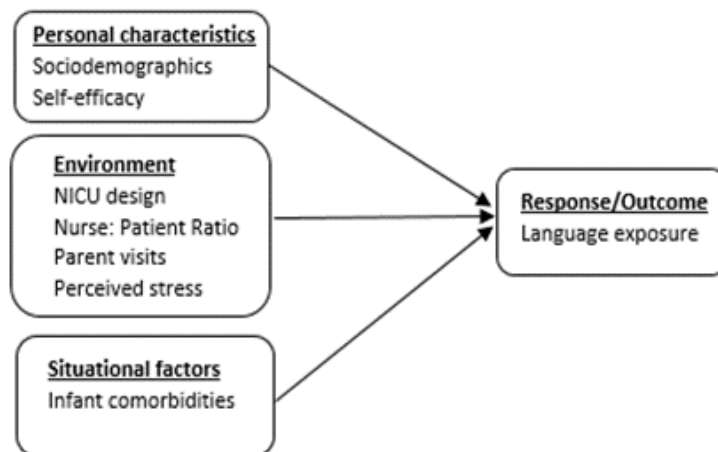 Personal characteristics
Sociodemographics
Self-efficacy
Environment
NICU design
Nurse: Patient Ratio
Parent visits
Perceived stress
Situational factors
Infant comorbidities
Response/Outcome
Language exposure